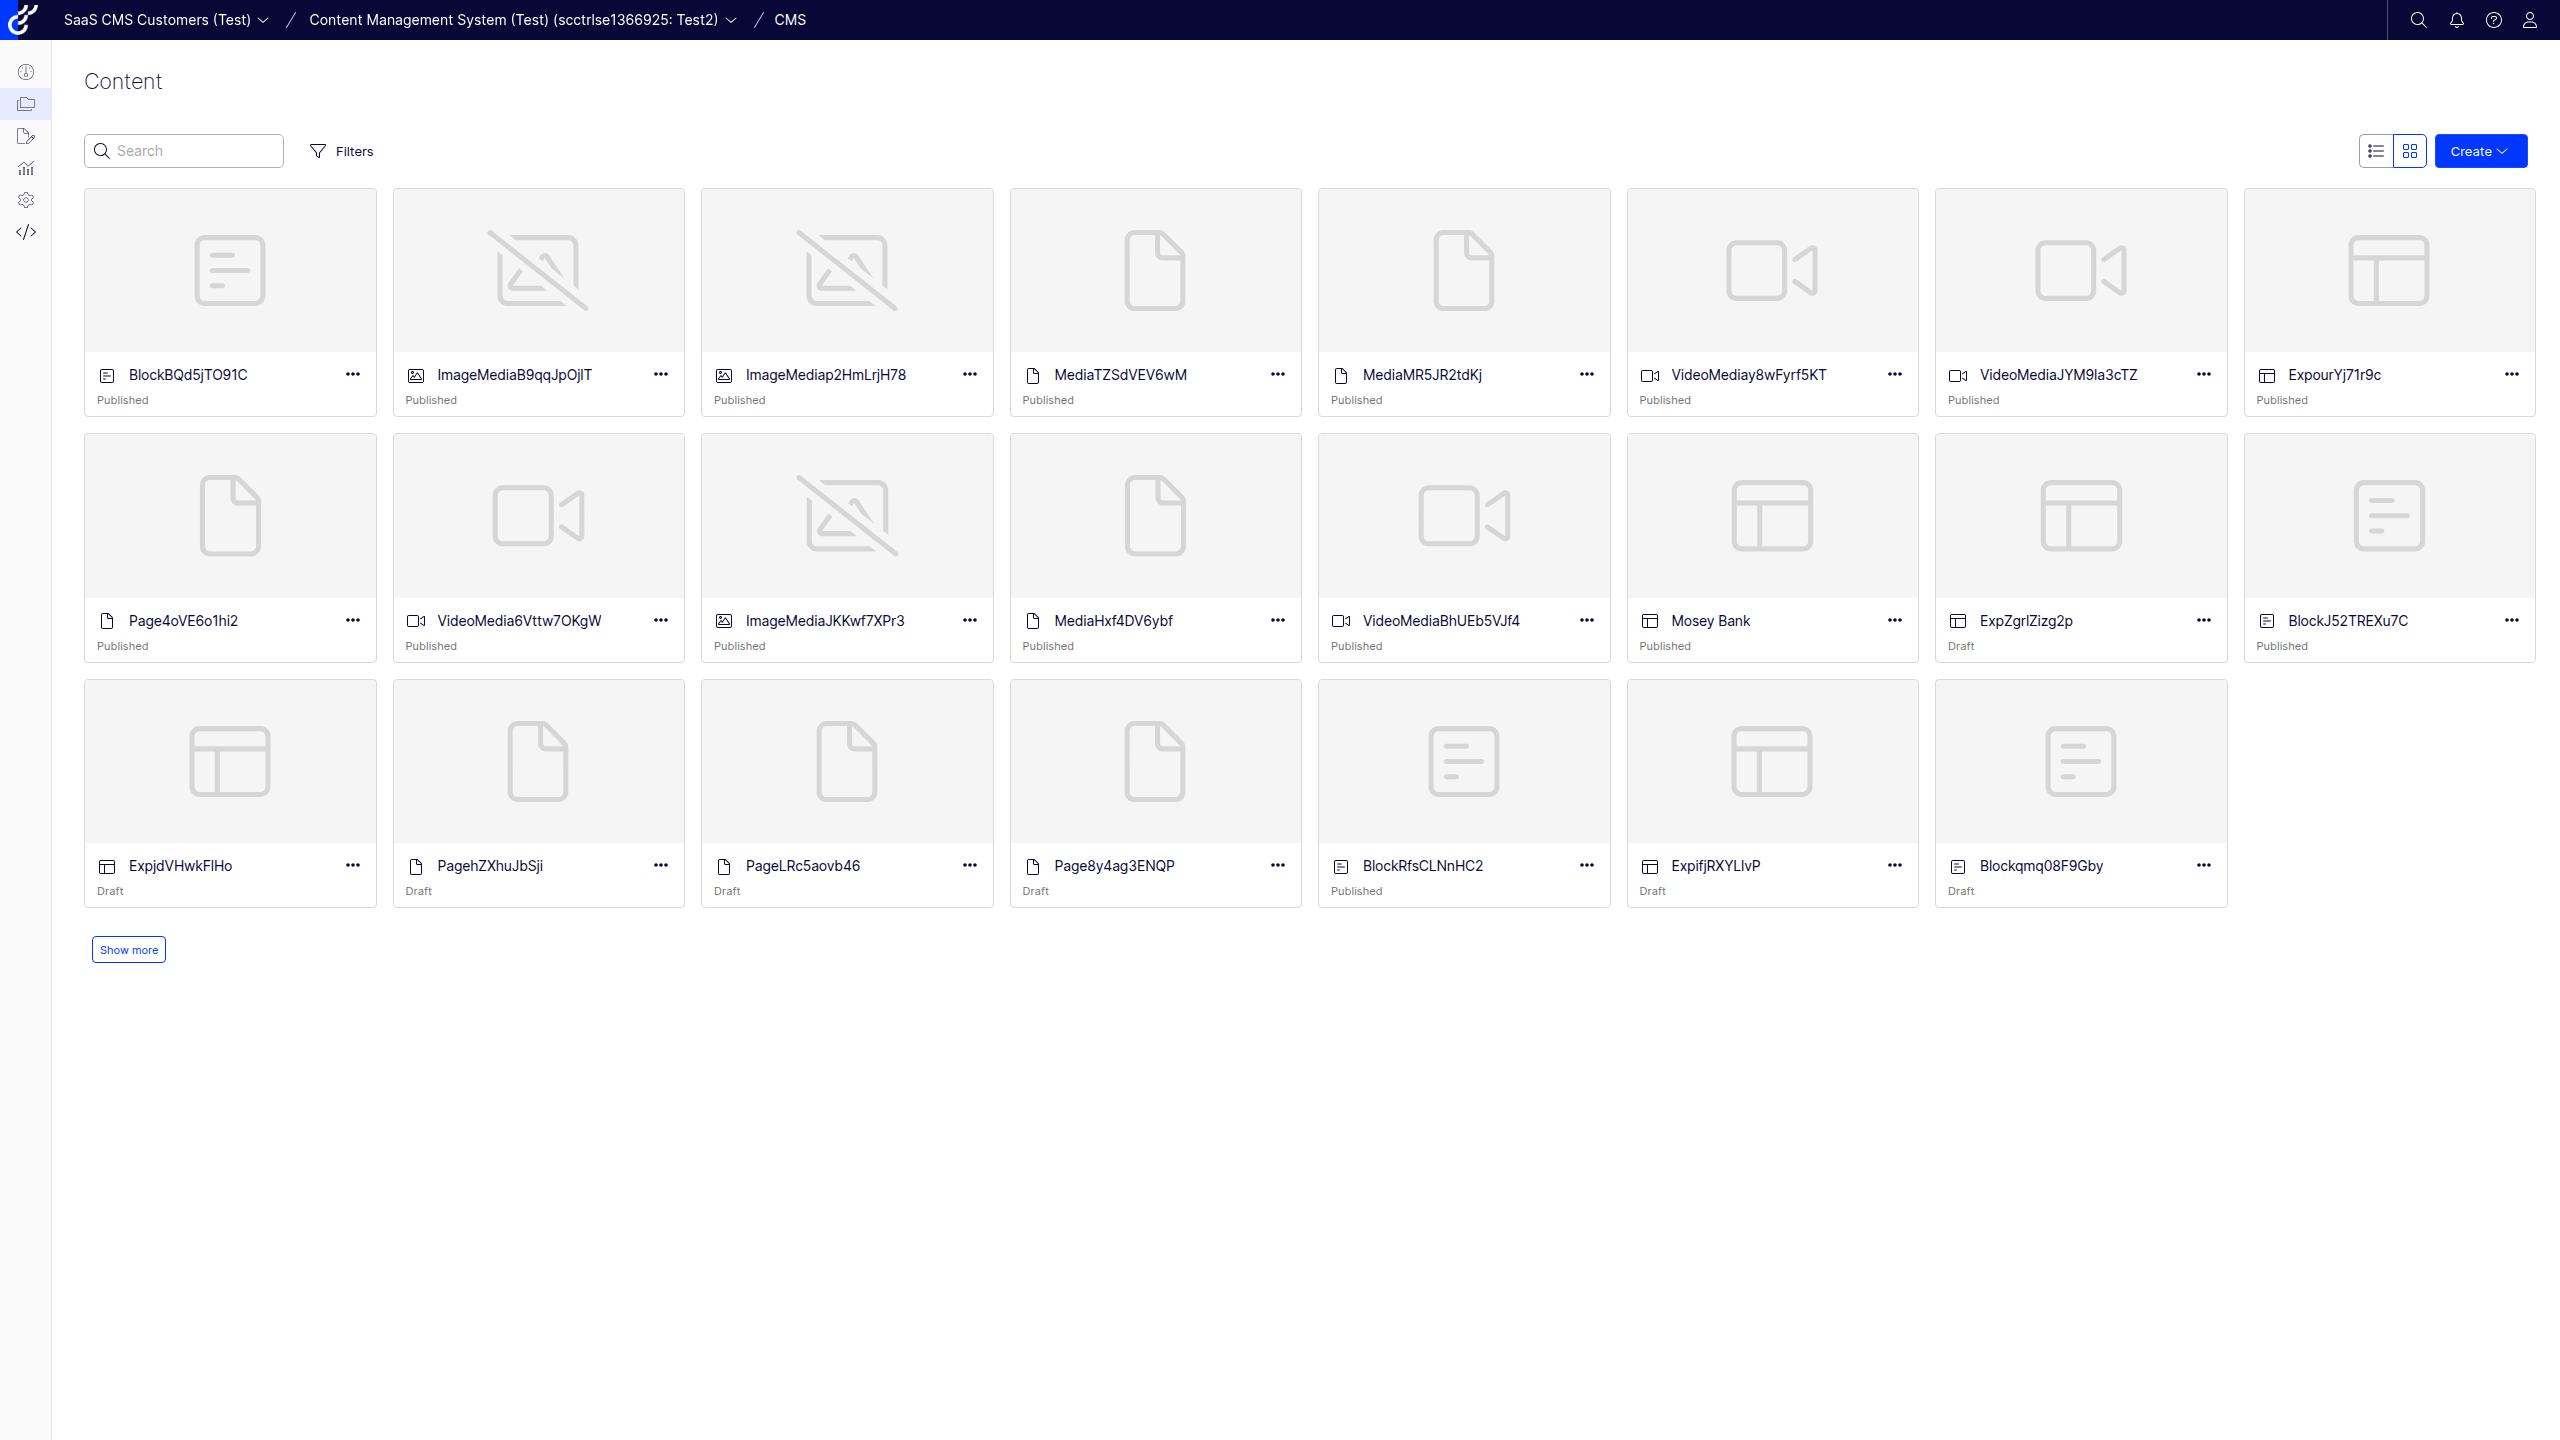 SaaS CMS Customers (Test) / Content Management System (Test) (scctrlse1366925: Test2) / CMS
Content
Search Filters Create
BlockBQd5jTO91C ImageMediaB9qqJpOjIT ImageMediap2HmLrjH78 MediaTZSdVEV6wM MediaMR5JR2tdKj VideoMediay8wFyrf5KT VideoMediaJYM9la3cTZ ExpourYj71r9c
Published Published Published Published Published Published Published Published
Page4oVE6o1hi2 VideoMedia6Vttw7OKgW ImageMediaJKKwf7XPr3 MediaHxf4DV6ybf VideoMediaBhUEb5VJf4 Mosey Bank ExpZgrlZizg2p BlockJ52TREXu7C
Published Published Published Published Published Published Draft Published
ExpjdVHwkFlHo PagehZXhuJbSji PageLRc5aovb46 Page8y4ag3ENQP BlockRfsCLNnHC2 ExpifjRXYLlvP Blockqmq08F9Gby
Draft Draft Draft Draft Published Draft Draft
Show more